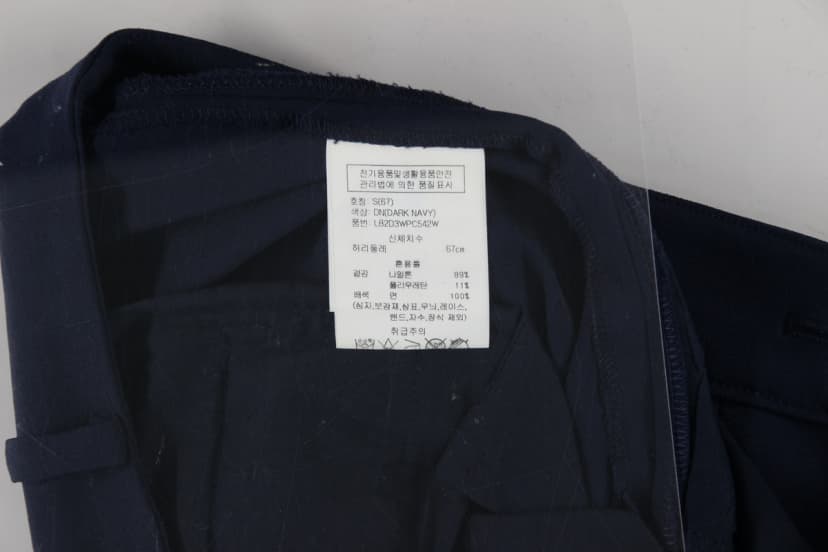 전기용품및생활용품안전
관리법에 의한 품질표시
호칭: S(67)
색상: DN(DARK NAVY)
품번: LB2D3WPC542W
신체치수
허리둘레 67cm
혼용률
겉감 나일론 89%
폴리우레탄 11%
배색 면 100%
(심지,보강재,상표,무늬,레이스,
밴드,자수,장식 제외)
취급주의